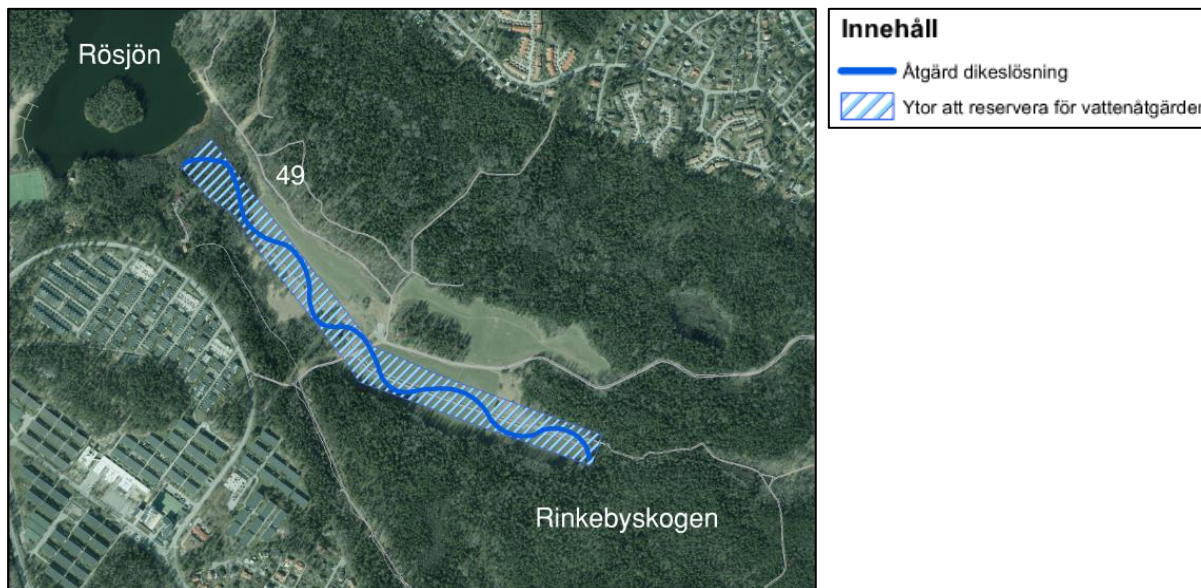 Rösjön
49
Rinkebyskogen
Innehåll
Åtgärd dikeslösning
Ytor att reservera för vattenåtgärder